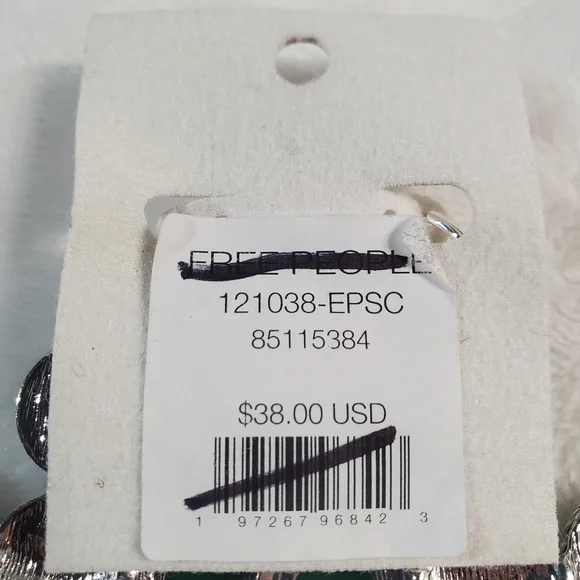 FREE PEOPLE
121038-EPSC
85115384
$38.00 USD
1 97267 96842 3